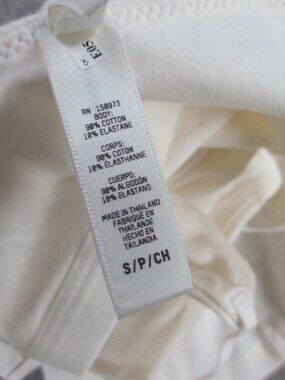 E05
RN 150973
BODY:
90% COTTON
10% ELASTANE
CORPS:
90% COTON
10% ÉLASTHANNE
CUERPO:
90% ALGODÓN
10% ELASTANO
MADE IN THAILAND
FABRIQUÉ EN
THAÏLANDE
HECHO EN
TAILANDIA
S/P/CH